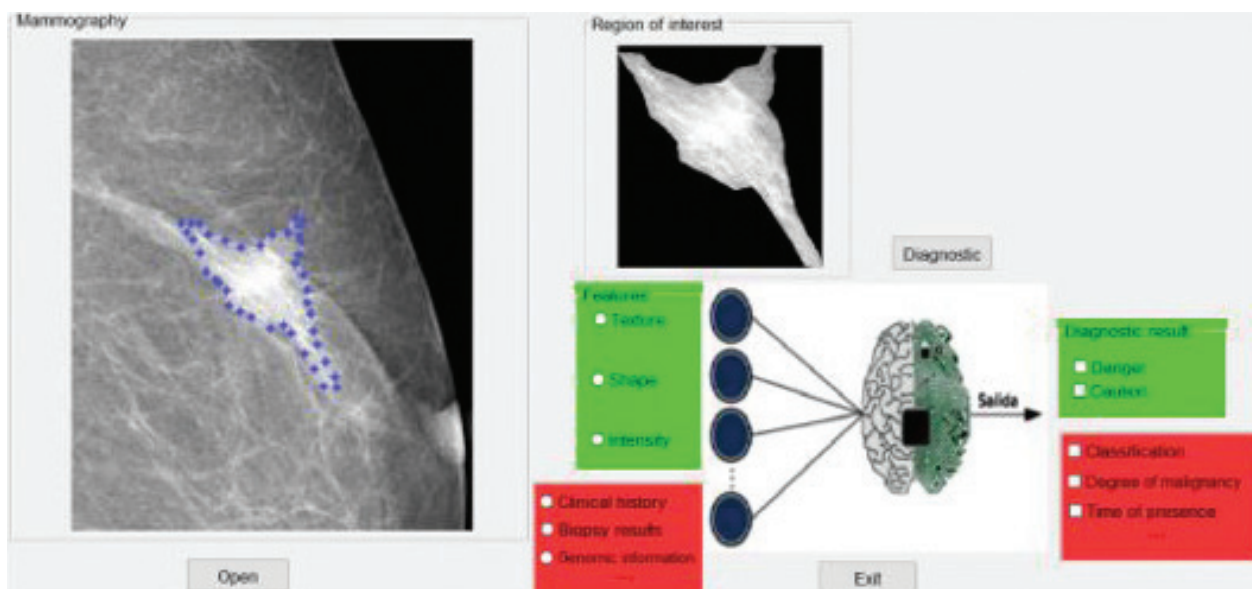 Mammography
Region of interest
Diagnostic
Features
Texture
Shape
Intensity
Clinical history
Biopsy results
Genomic information
...
Salida
Diagnostic result
Danger
Caution
Classification
Degree of malignancy
Time of presence
...
Open
Exit